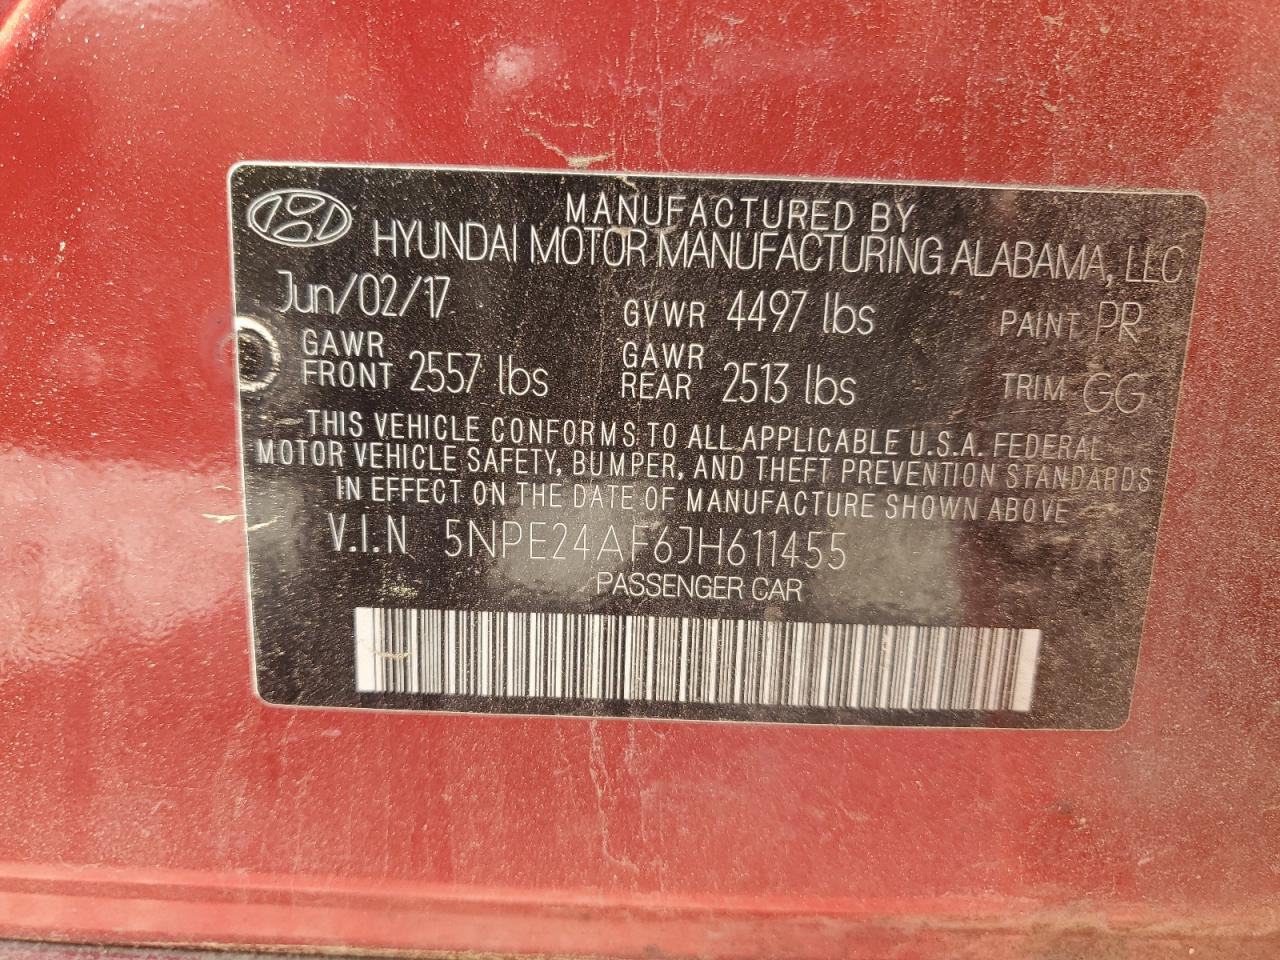 MANUFACTURED BY
HYUNDAI MOTOR MANUFACTURING ALABAMA, LLC
Jun/02/17 GVWR 4497 lbs PAINT PR
GAWR FRONT 2557 lbs GAWR REAR 2513 lbs TRIM GG
THIS VEHICLE CONFORMS TO ALL APPLICABLE U.S.A. FEDERAL
MOTOR VEHICLE SAFETY, BUMPER, AND THEFT PREVENTION STANDARDS
IN EFFECT ON THE DATE OF MANUFACTURE SHOWN ABOVE
V.I.N 5NPE24AF6JH611455
PASSENGER CAR